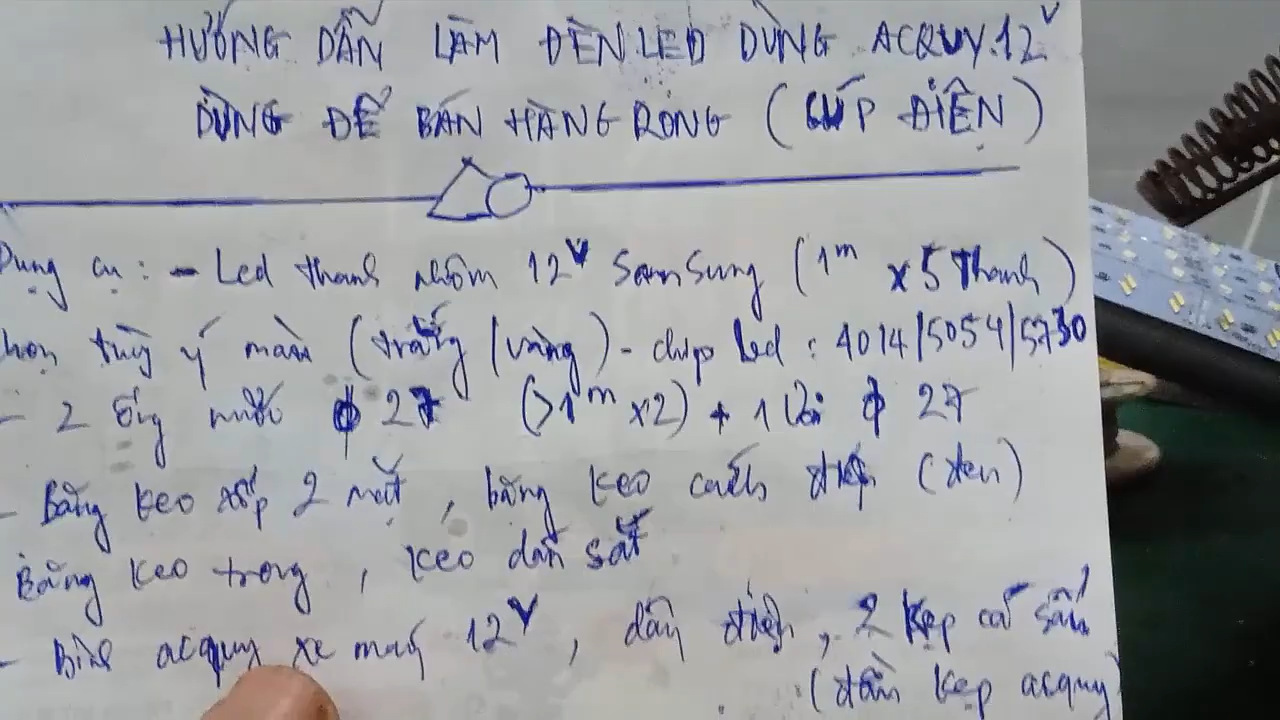 HƯỚNG DẪN LÀM ĐÈN LED DÙNG ACQUY.12V
DÙNG ĐỂ BÁN HÀNG RONG (CÚP ĐIỆN)
Dụng cụ : - Led thanh nhôm 12V SamSung (1m x 5 Thanh)
họn tùy ý màu (trắng / vàng) - chip led : 4014/5054/5730
- 2 ống nước ϕ 27 (>1m x2) + 1 lơi ϕ 27
- Băng keo xốp 2 mặt , băng keo cách điện (đen)
Băng keo trong , keo dán sắt
- Bình acquy xe máy 12V , dây điện , 2 kẹp cá sấu
(đầu kẹp acquy)